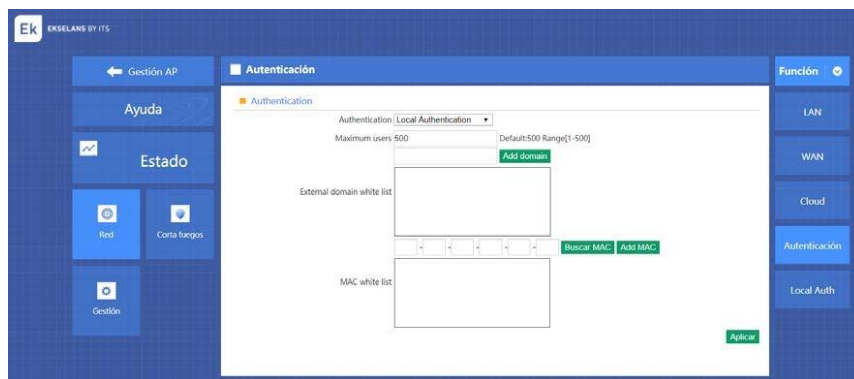 Ek EKSELANS BY ITS
Gestión AP
Ayuda
Estado
Red
Corta fuegos
Gestión
Autenticación
Authentication
Authentication Local Authentication
Maximum users 500 Default:500 Range[1-500]
Add domain
External domain white list
- - - - - Buscar MAC Add MAC
MAC white list
Aplicar
Función
LAN
WAN
Cloud
Autenticación
Local Auth